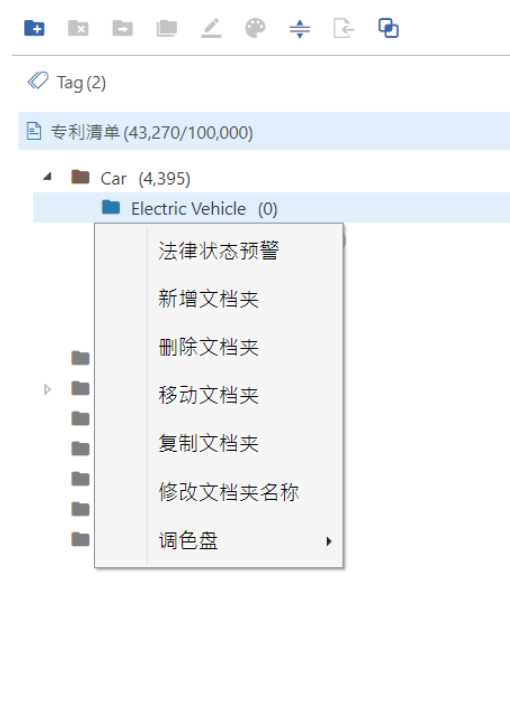 Tag (2)
专利清单 (43,270/100,000)
Car (4,395)
Electric Vehicle (0)
法律状态预警
新增文档夹
删除文档夹
移动文档夹
复制文档夹
修改文档夹名称
调色盘